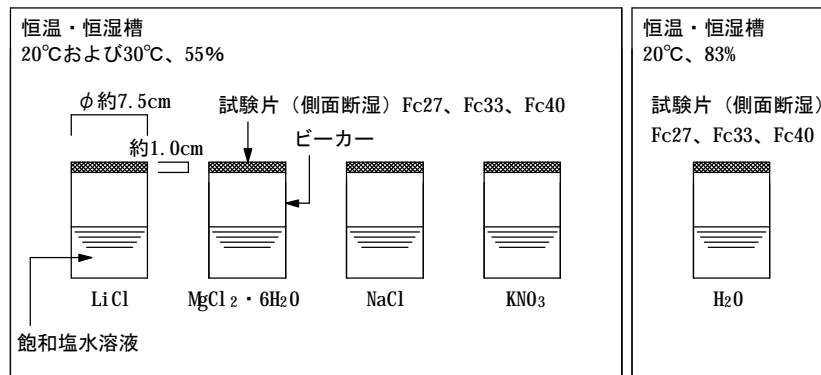 恒温・恒湿槽
20℃および30℃、55%
φ約7.5cm
試験片（側面断湿）Fc27、Fc33、Fc40
ビーカー
約1.0cm
LiCl
MgCl₂・6H₂O
NaCl
KNO₃
飽和塩水溶液
恒温・恒湿槽
20℃、83%
試験片（側面断湿）
Fc27、Fc33、Fc40
H₂O